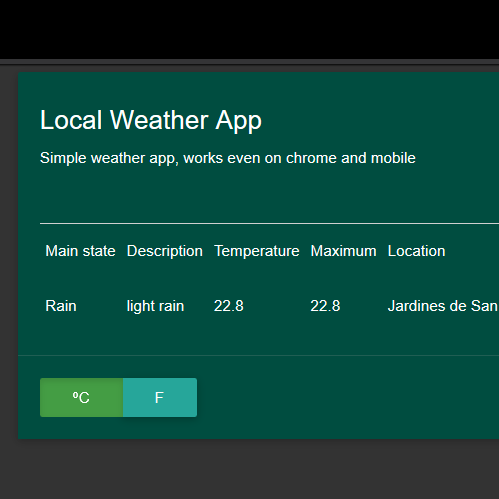 Local Weather App
Simple weather app, works even on chrome and mobile
Main state Description Temperature Maximum Location
Rain light rain 22.8 22.8 Jardines de San
ºC F